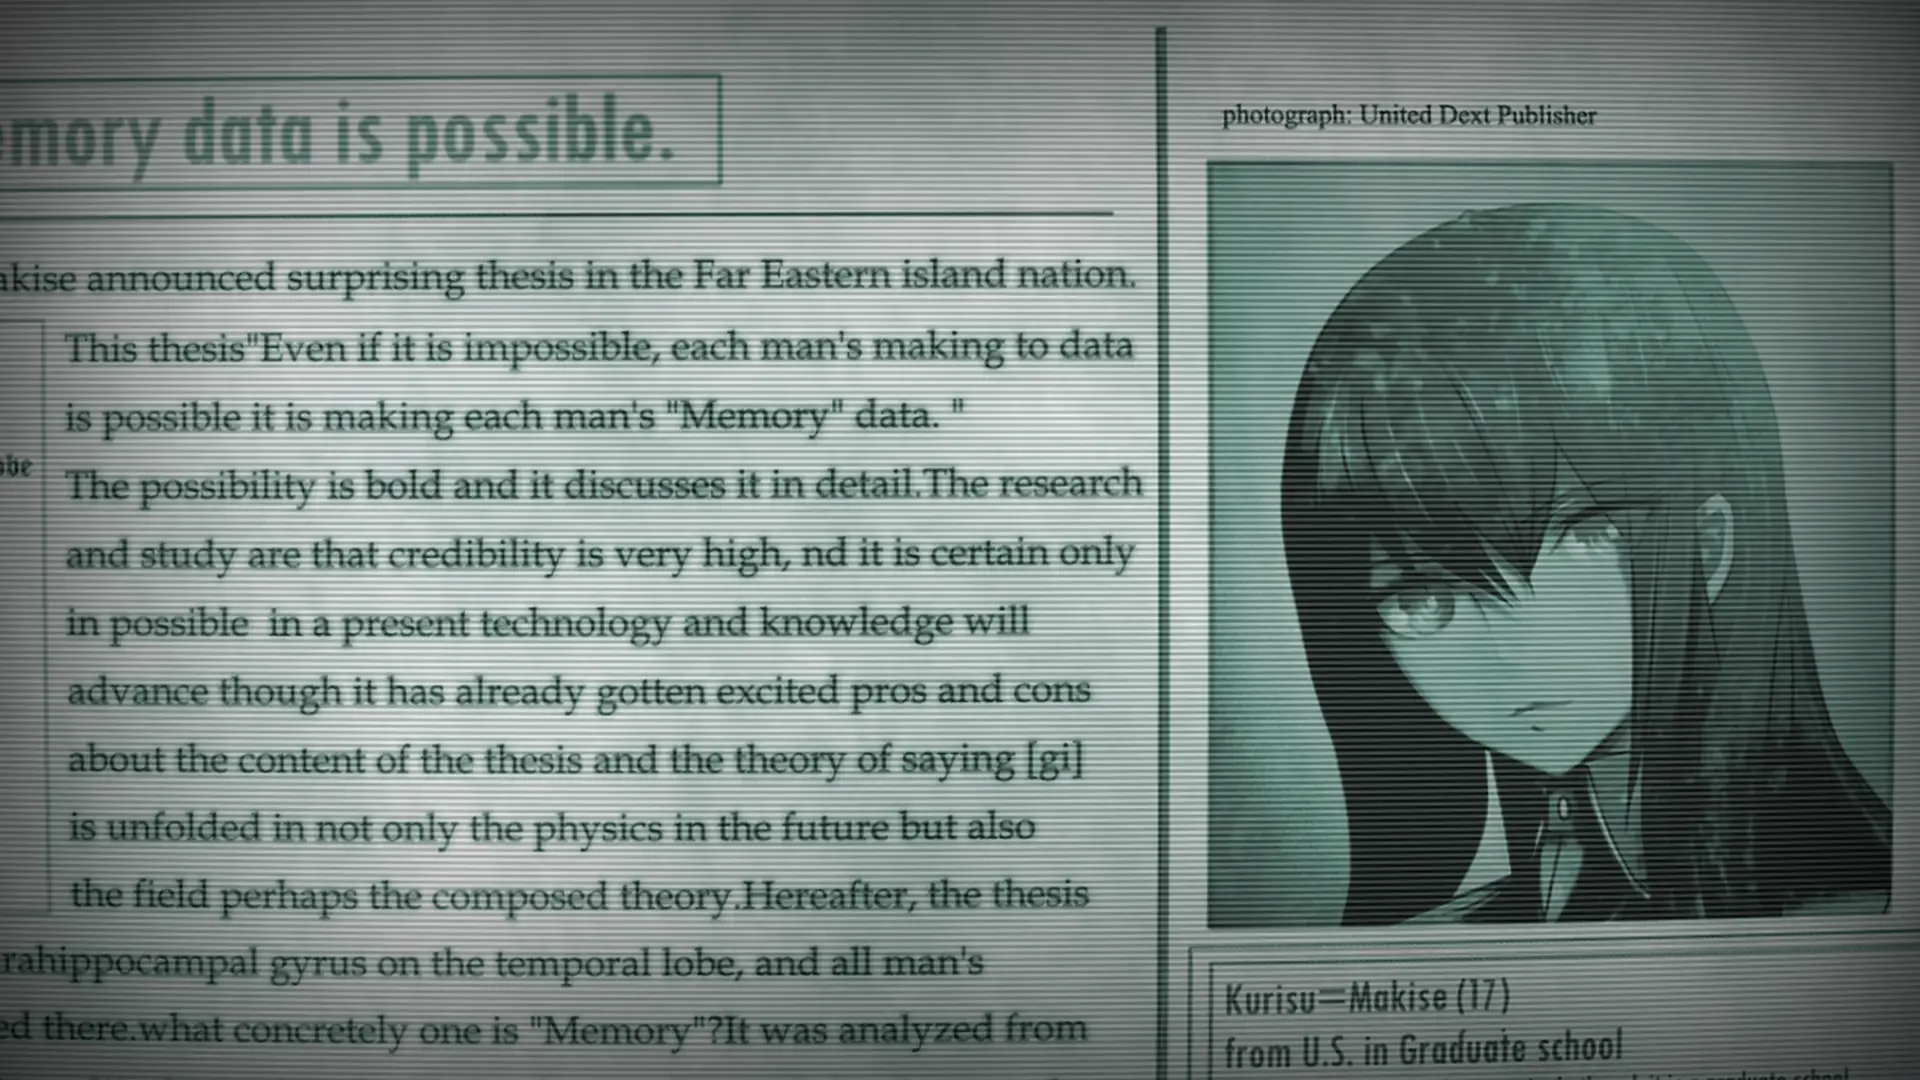 mory data is possible.
akise announced surprising thesis in the Far Eastern island nation.
This thesis"Even if it is impossible, each man's making to data
is possible it is making each man's "Memory" data. "
The possibility is bold and it discusses it in detail.The research
and study are that credibility is very high, nd it is certain only
in possible in a present technology and knowledge will
advance though it has already gotten excited pros and cons
about the content of the thesis and the theory of saying [gi]
is unfolded in not only the physics in the future but also
the field perhaps the composed theory.Hereafter, the thesis
rahippocampal gyrus on the temporal lobe, and all man's
ed there.what concretely one is "Memory"?It was analyzed from
obe
photograph: United Dext Publisher
Kurisu=Makise (17)
from U.S. in Graduate school